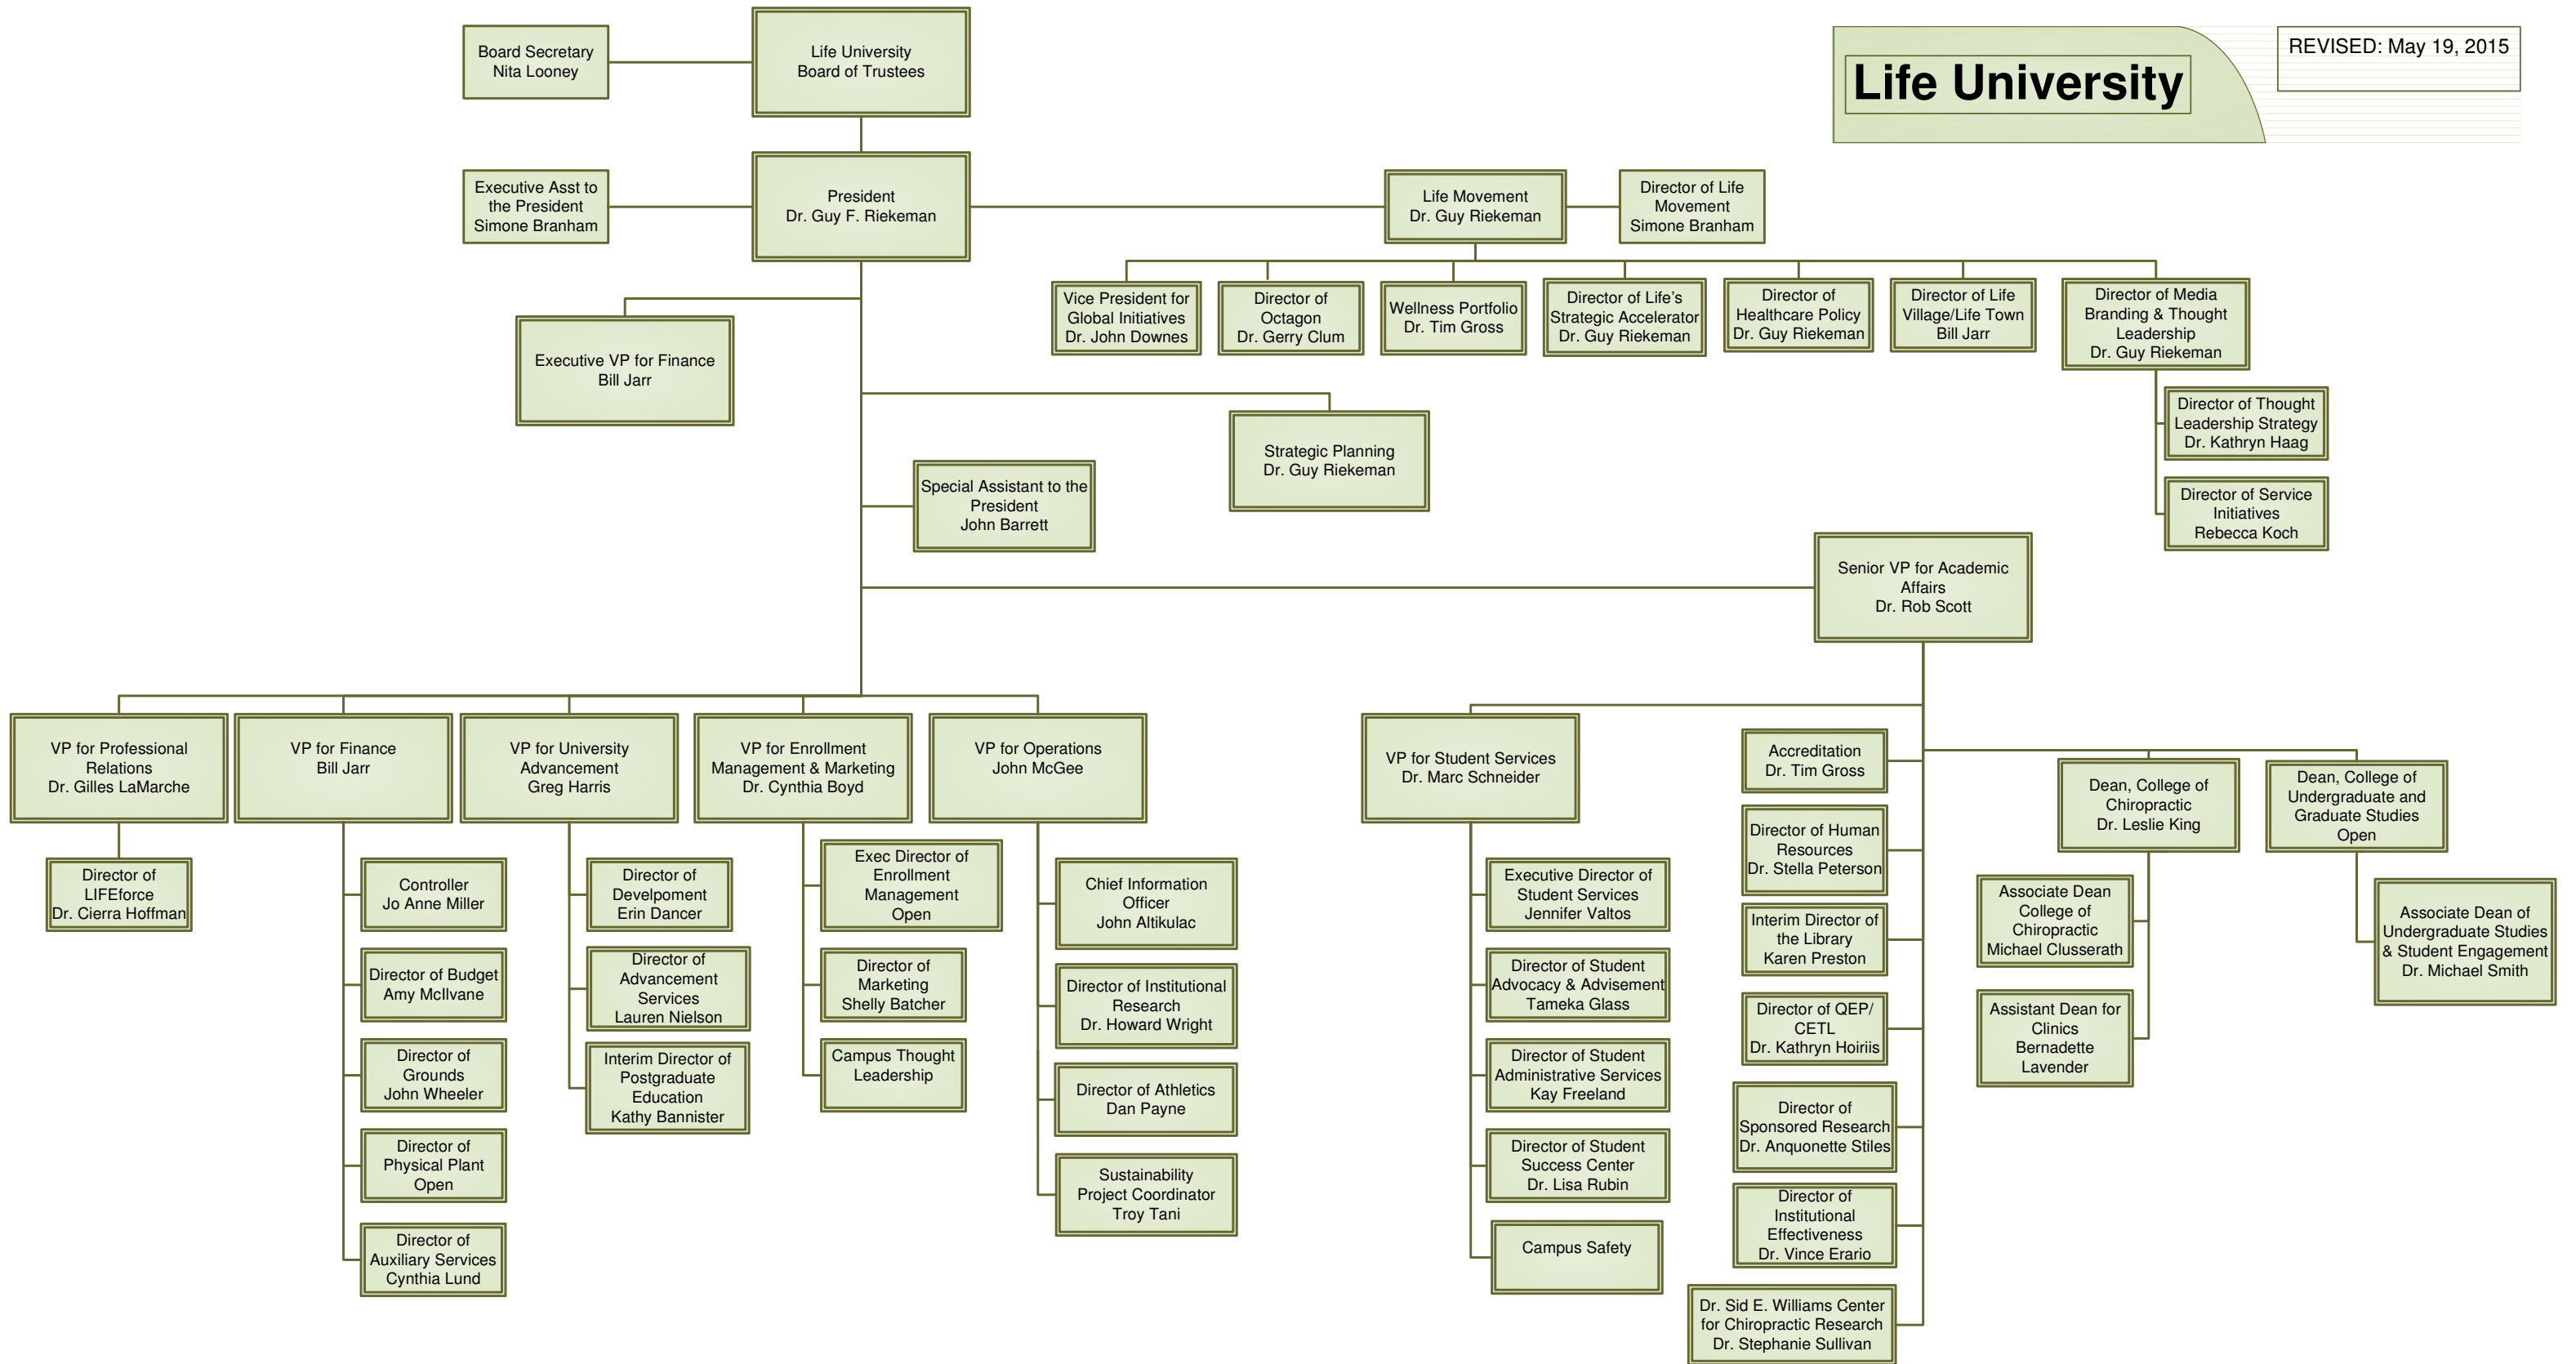 Board Secretary
Nita Looney
Life University
Board of Trustees
Life University
REVISED: May 19, 2015
Executive Asst to
the President
Simone Branham
President
Dr. Guy F. Riekeman
Life Movement
Dr. Guy Riekeman
Director of Life
Movement
Simone Branham
Vice President for
Global Initiatives
Dr. John Downes
Director of
Octagon
Dr. Gerry Clum
Wellness Portfolio
Dr. Tim Gross
Director of Life’s
Strategic Accelerator
Dr. Guy Riekeman
Director of
Healthcare Policy
Dr. Guy Riekeman
Director of Life
Village/Life Town
Bill Jarr
Director of Media
Branding & Thought
Leadership
Dr. Guy Riekeman
Executive VP for Finance
Bill Jarr
Director of Thought
Leadership Strategy
Dr. Kathryn Haag
Strategic Planning
Dr. Guy Riekeman
Special Assistant to the
President
John Barrett
Director of Service
Initiatives
Rebecca Koch
Senior VP for Academic
Affairs
Dr. Rob Scott
VP for Professional
Relations
Dr. Gilles LaMarche
VP for Finance
Bill Jarr
VP for University
Advancement
Greg Harris
VP for Enrollment
Management & Marketing
Dr. Cynthia Boyd
VP for Operations
John McGee
VP for Student Services
Dr. Marc Schneider
Accreditation
Dr. Tim Gross
Dean, College of
Chiropractic
Dr. Leslie King
Dean, College of
Undergraduate and
Graduate Studies
Open
Director of
LIFEforce
Dr. Cierra Hoffman
Controller
Jo Anne Miller
Director of Budget
Amy McIlvane
Director of
Grounds
John Wheeler
Director of
Physical Plant
Open
Director of
Auxiliary Services
Cynthia Lund
Director of
Develpoment
Erin Dancer
Director of
Advancement
Services
Lauren Nielson
Interim Director of
Postgraduate
Education
Kathy Bannister
Exec Director of
Enrollment
Management
Open
Director of
Marketing
Shelly Batcher
Campus Thought
Leadership
Chief Information
Officer
John Altikulac
Director of Institutional
Research
Dr. Howard Wright
Director of Athletics
Dan Payne
Sustainability
Project Coordinator
Troy Tani
Executive Director of
Student Services
Jennifer Valtos
Director of Student
Advocacy & Advisement
Tameka Glass
Director of Student
Administrative Services
Kay Freeland
Director of Student
Success Center
Dr. Lisa Rubin
Campus Safety
Director of Human
Resources
Dr. Stella Peterson
Interim Director of
the Library
Karen Preston
Director of QEP/
CETL
Dr. Kathryn Hoiriis
Director of
Sponsored Research
Dr. Anquonette Stiles
Director of
Institutional
Effectiveness
Dr. Vince Erario
Dr. Sid E. Williams Center
for Chiropractic Research
Dr. Stephanie Sullivan
Associate Dean
College of
Chiropractic
Michael Clusserath
Assistant Dean for
Clinics
Bernadette
Lavender
Associate Dean of
Undergraduate Studies
& Student Engagement
Dr. Michael Smith